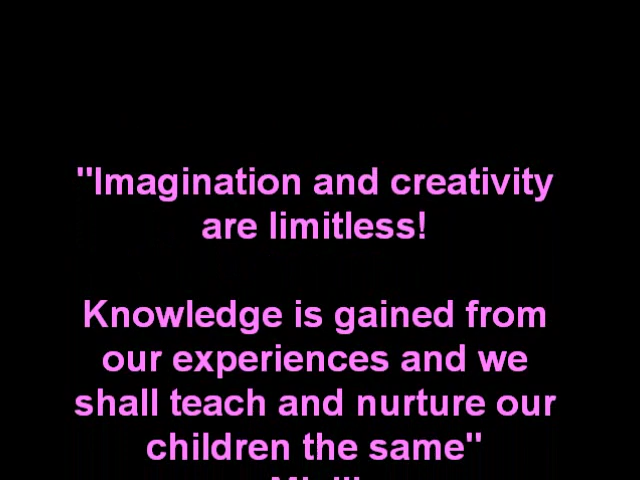 "Imagination and creativity
are limitless!
Knowledge is gained from
our experiences and we
shall teach and nurture our
children the same"